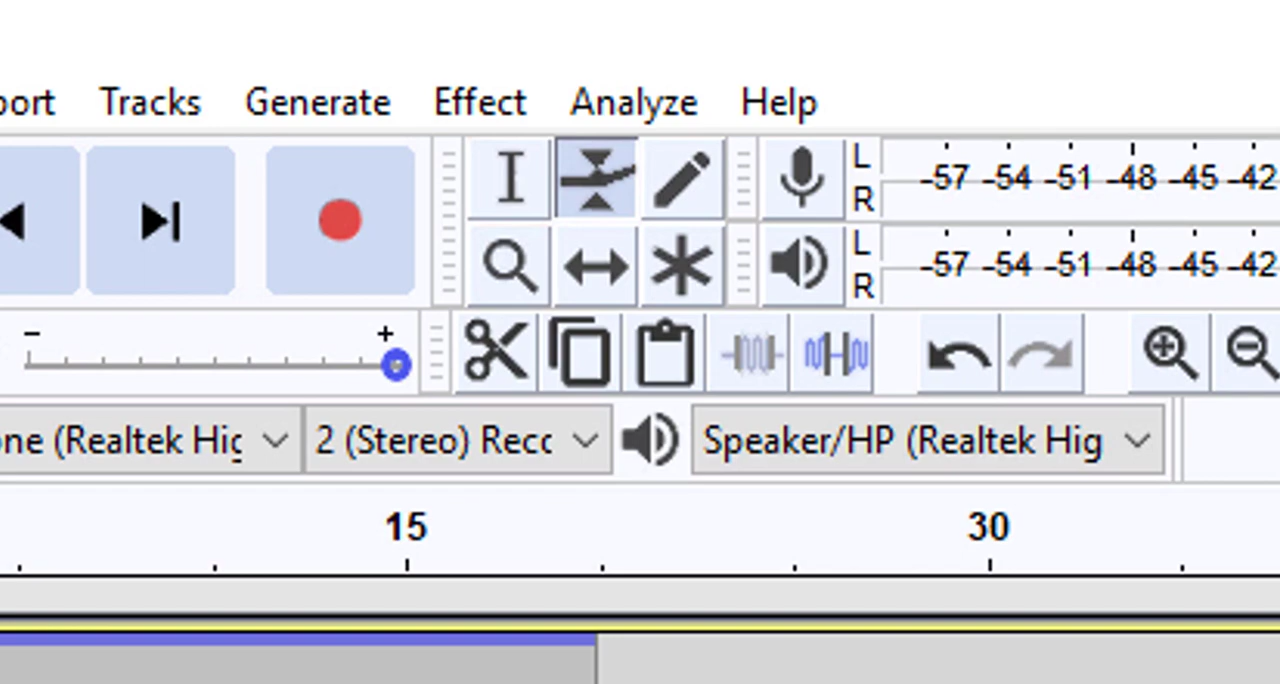 port Tracks Generate Effect Analyze Help
L
R
-57 -54 -51 -48 -45 -42
L
R
-57 -54 -51 -48 -45 -42
- +
one (Realtek Hig 2 (Stereo) Reco Speaker/HP (Realtek Hig
15 30